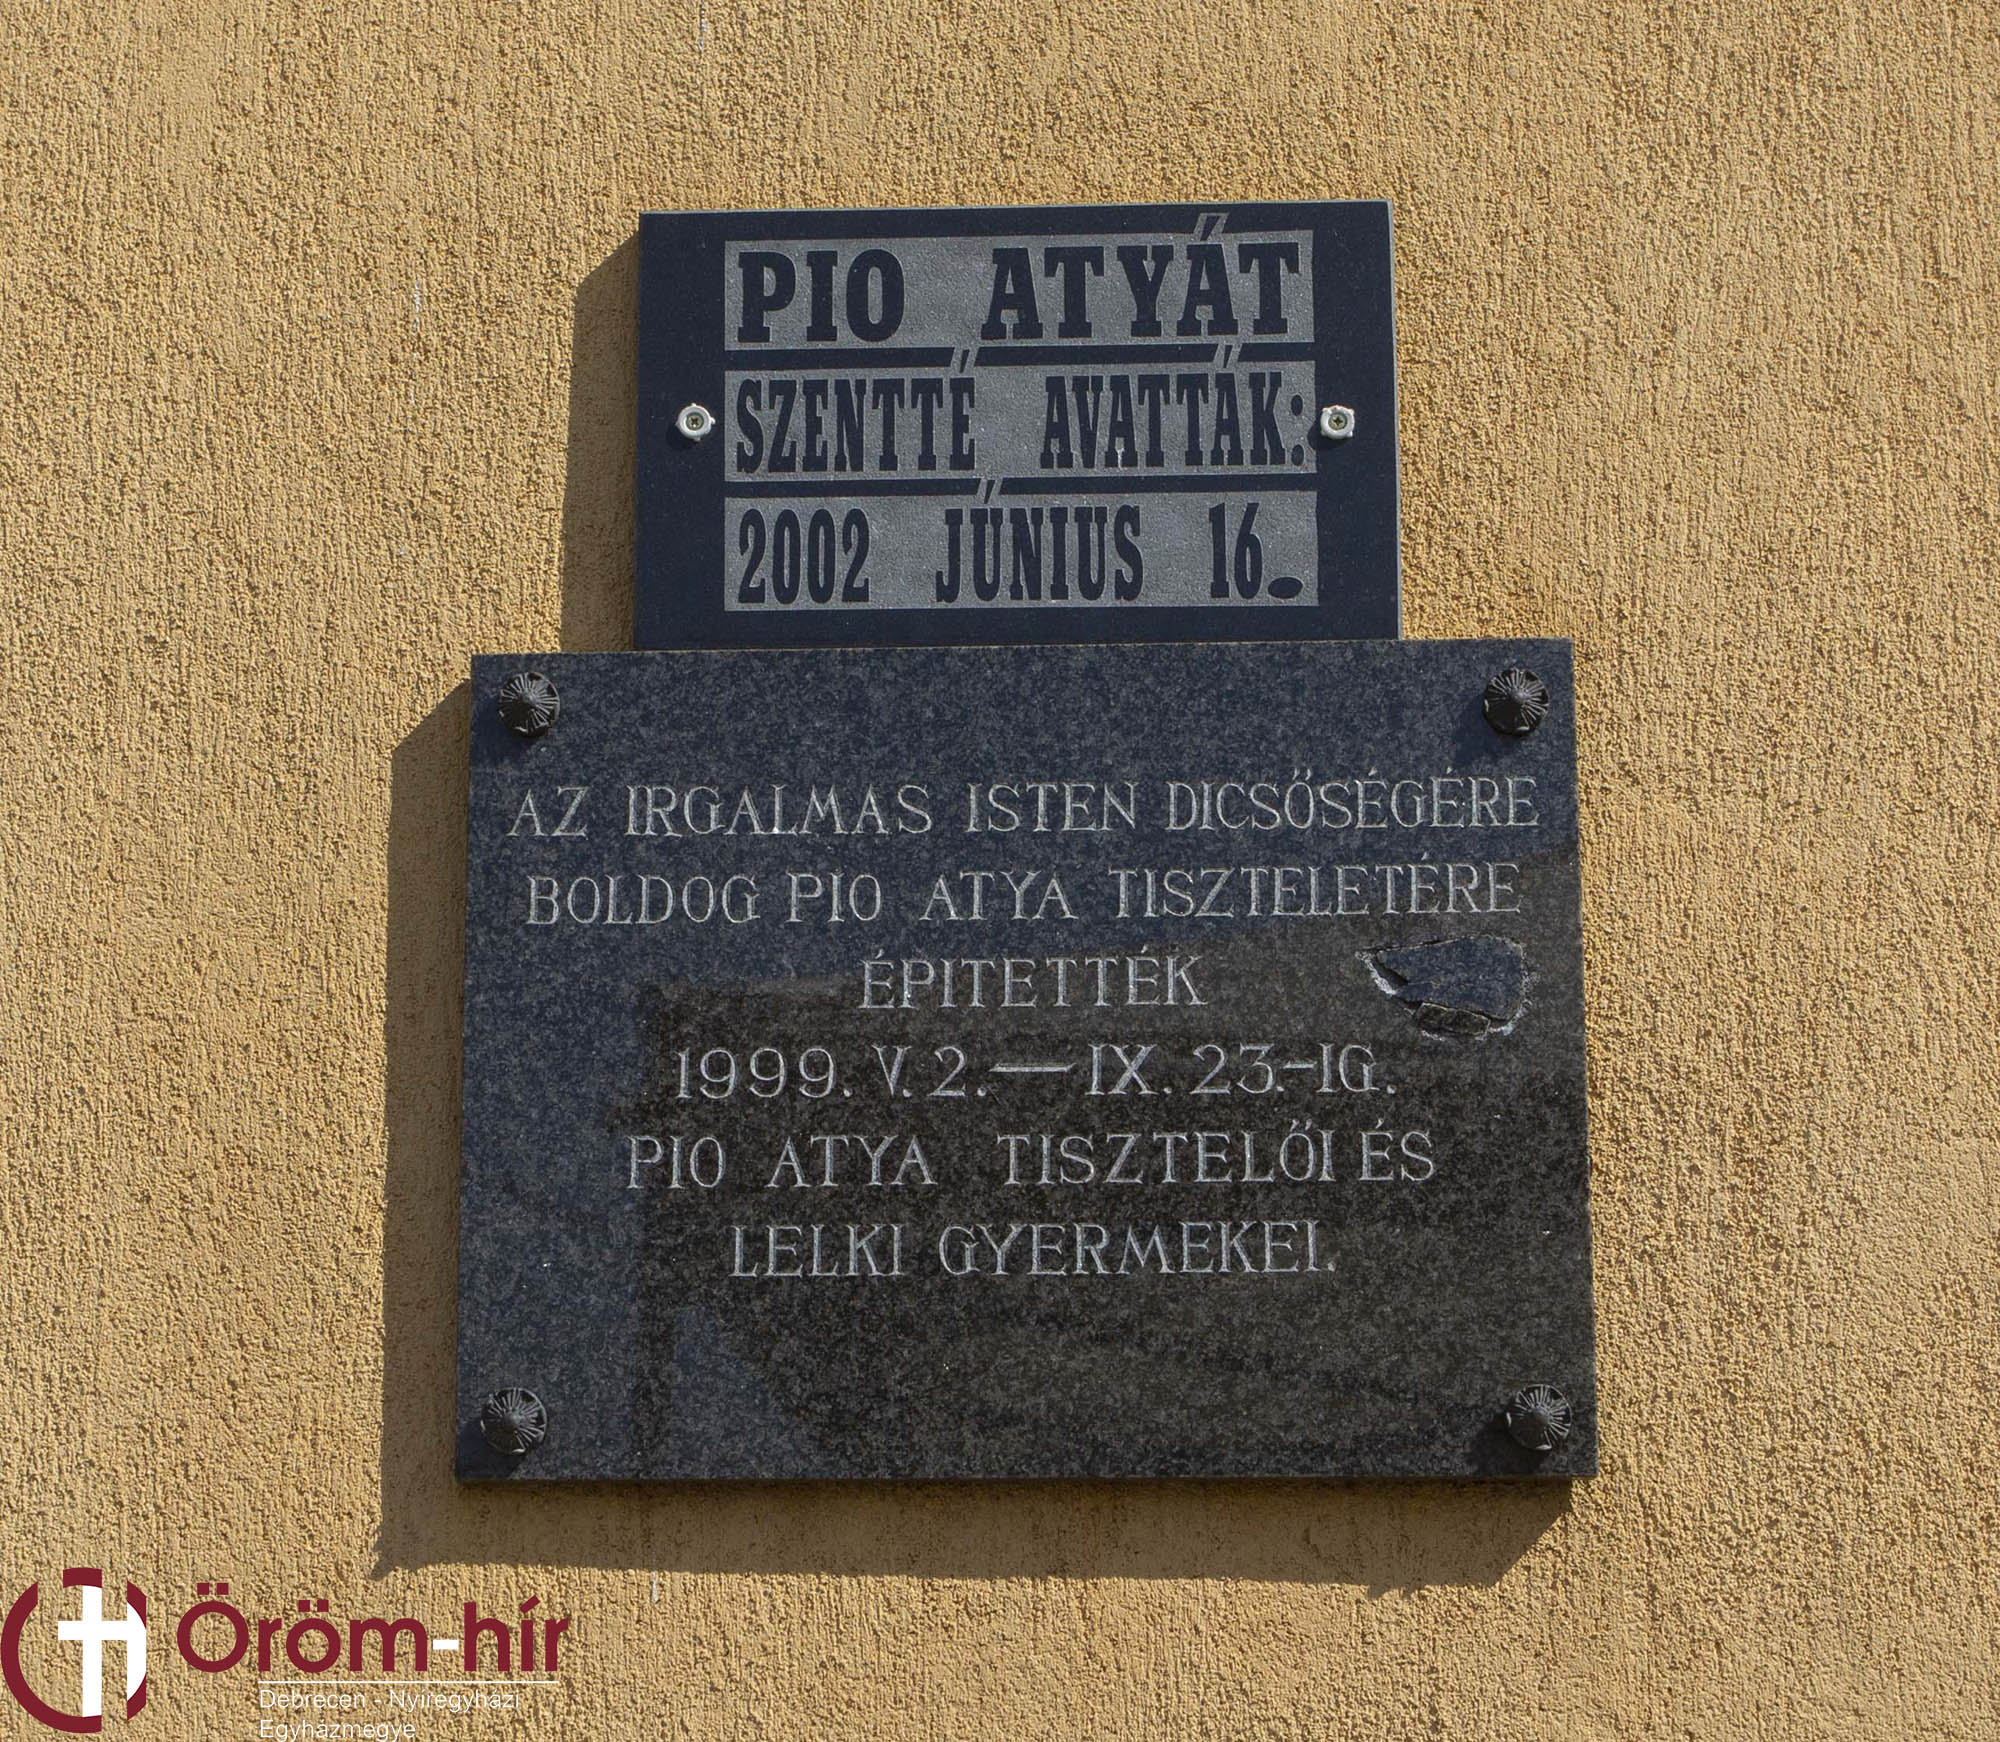 PIO ATYÁT
SZENTTÉ AVATTÁK:
2002 JÚNIUS 16.
AZ IRGALMAS ISTEN DICSŐSÉGÉRE
BOLDOG PIO ATYA TISZTELETÉRE
ÉPITETTÉK
1999. V. 2.—IX. 23.-IG.
PIO ATYA TISZTELŐI ÉS
LELKI GYERMEKEI.
Öröm-hír
Debrecen - Nyíregyházi
Egyházmegye